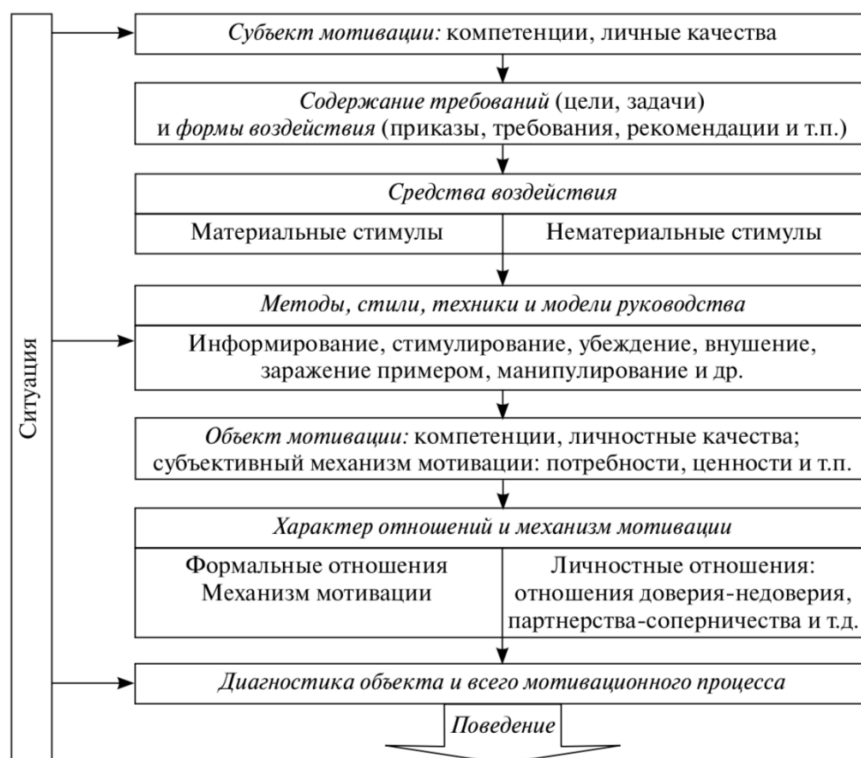 Ситуация
Субъект мотивации: компетенции, личные качества
Содержание требований (цели, задачи)
и формы воздействия (приказы, требования, рекомендации и т.п.)
Средства воздействия
Материальные стимулы
Нематериальные стимулы
Методы, стили, техники и модели руководства
Информирование, стимулирование, убеждение, внушение,
заражение примером, манипулирование и др.
Объект мотивации: компетенции, личностные качества;
субъективный механизм мотивации: потребности, ценности и т.п.
Характер отношений и механизм мотивации
Формальные отношения
Механизм мотивации
Личностные отношения:
отношения доверия-недоверия,
партнерства-соперничества и т.д.
Диагностика объекта и всего мотивационного процесса
Поведение